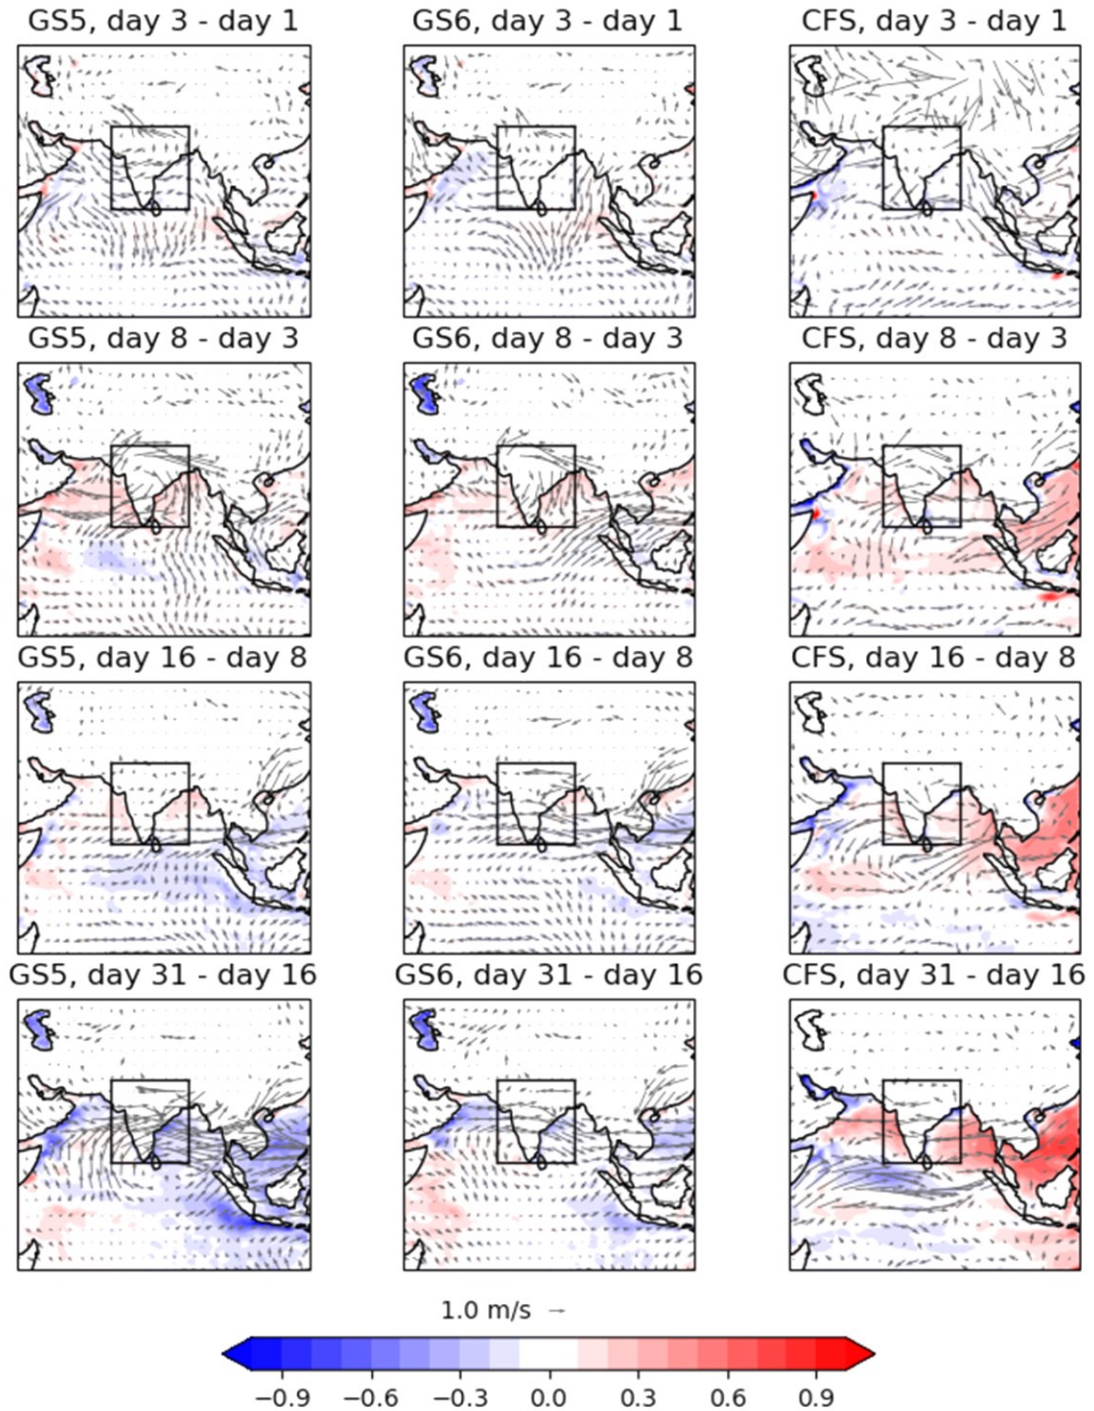 GS5, day 3 - day 1
GS6, day 3 - day 1
CFS, day 3 - day 1
GS5, day 8 - day 3
GS6, day 8 - day 3
CFS, day 8 - day 3
GS5, day 16 - day 8
GS6, day 16 - day 8
CFS, day 16 - day 8
GS5, day 31 - day 16
GS6, day 31 - day 16
CFS, day 31 - day 16
1.0 m/s
−0.9 −0.6 −0.3 0.0 0.3 0.6 0.9